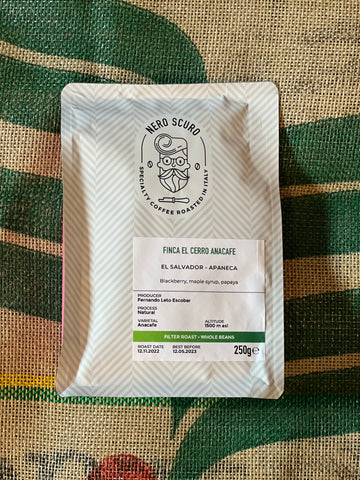 NERO SCURO
SPECIALTY COFFEE ROASTED IN ITALY
FINCA EL CERRO ANACAFE
EL SALVADOR - APANECA
Blackberry, maple syrup, papaya
PRODUCER
Fernando Leto Escobar
PROCESS
Natural
VARIETAL ALTITUDE
Anacafe 1500 m asl
FILTER ROAST - WHOLE BEANS
ROAST DATE BEST BEFORE
12.11.2022 12.05.2023 250g℮